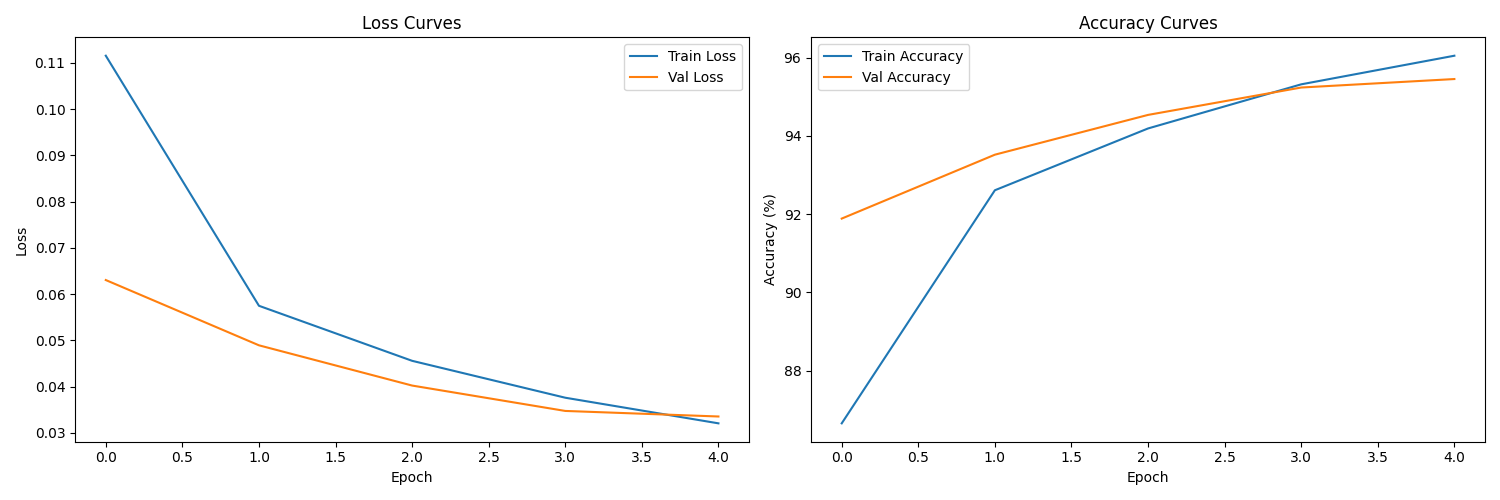 Loss Curves
Train Loss
Val Loss
0.11
0.10
0.09
0.08
0.07
0.06
0.05
0.04
0.03
Loss
0.0 0.5 1.0 1.5 2.0 2.5 3.0 3.5 4.0
Epoch
Accuracy Curves
Train Accuracy
Val Accuracy
96
94
92
90
88
Accuracy (%)
0.0 0.5 1.0 1.5 2.0 2.5 3.0 3.5 4.0
Epoch